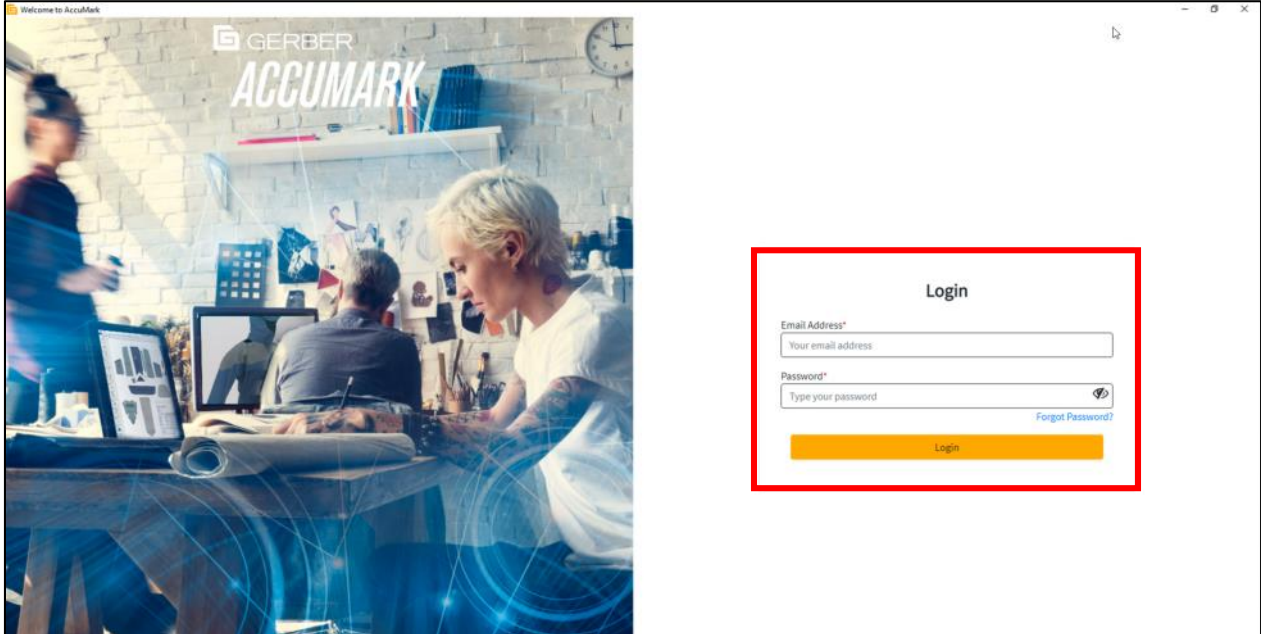 Welcome to AccuMark
GERBER
ACCUMARK
Login
Email Address*
Your email address
Password*
Type your password
Forgot Password?
Login